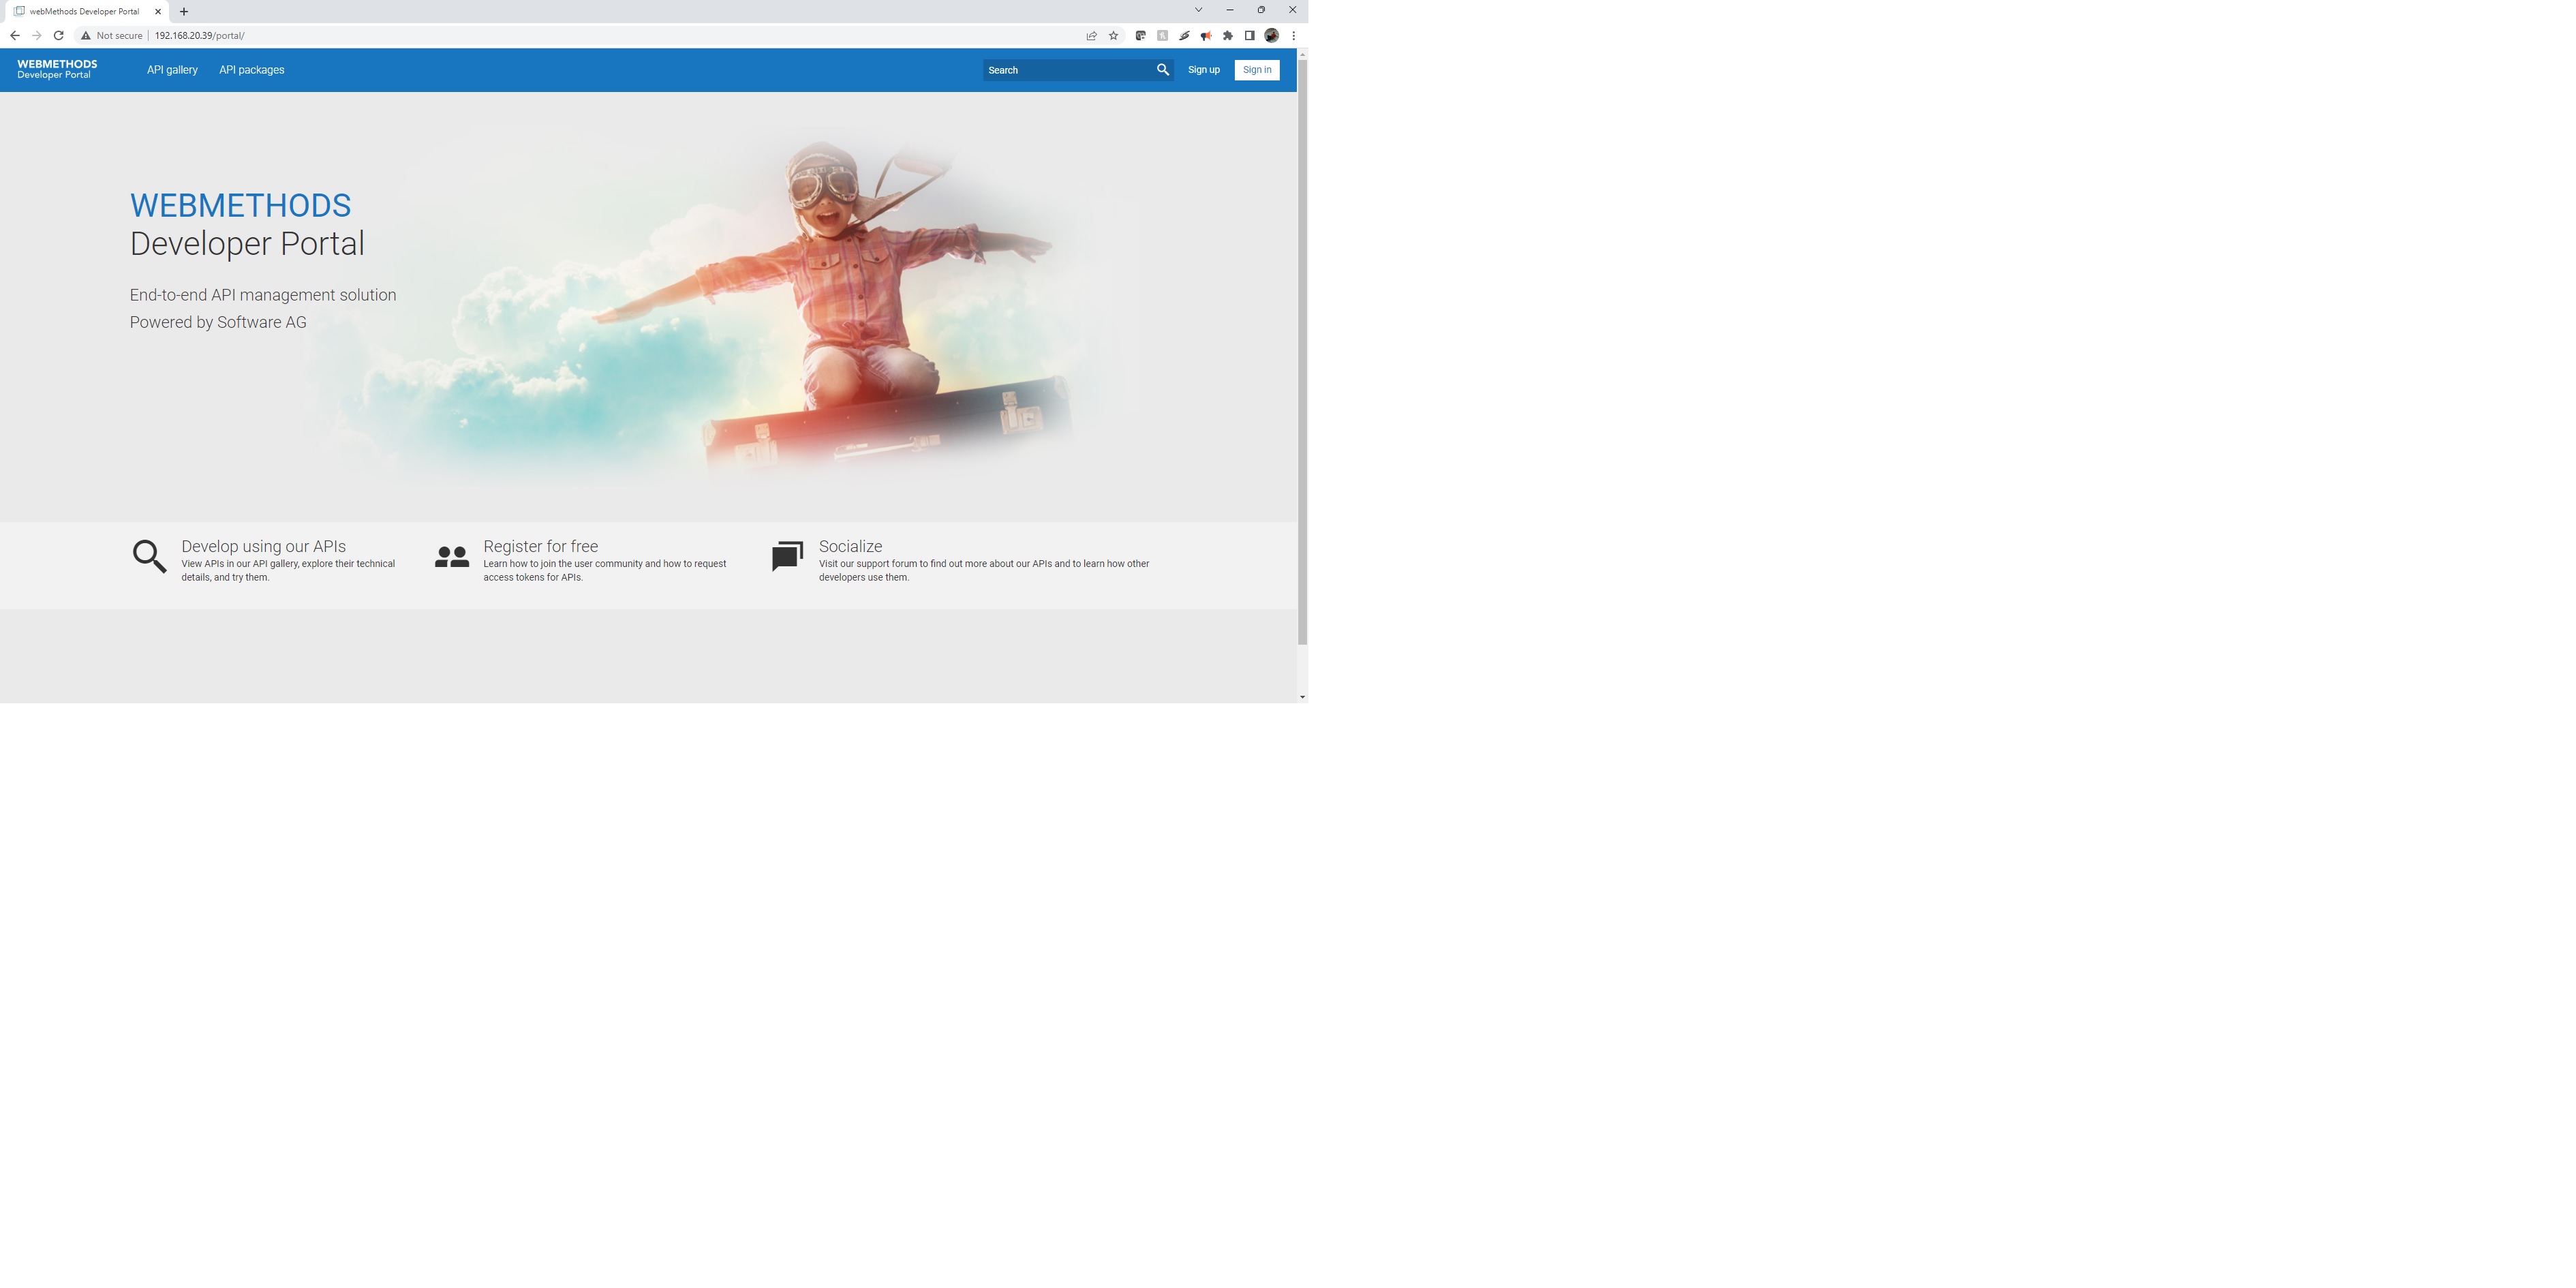 webMethods Developer Portal
Not secure
192.168.20.39/portal/
WEBMETHODS
Developer Portal
API gallery
API packages
Search
Sign up
Sign in
WEBMETHODS
Developer Portal
End-to-end API management solution
Powered by Software AG
Develop using our APIs
View APIs in our API gallery, explore their technical
details, and try them.
Register for free
Learn how to join the user community and how to request
access tokens for APIs.
Socialize
Visit our support forum to find out more about our APIs and to learn how other
developers use them.